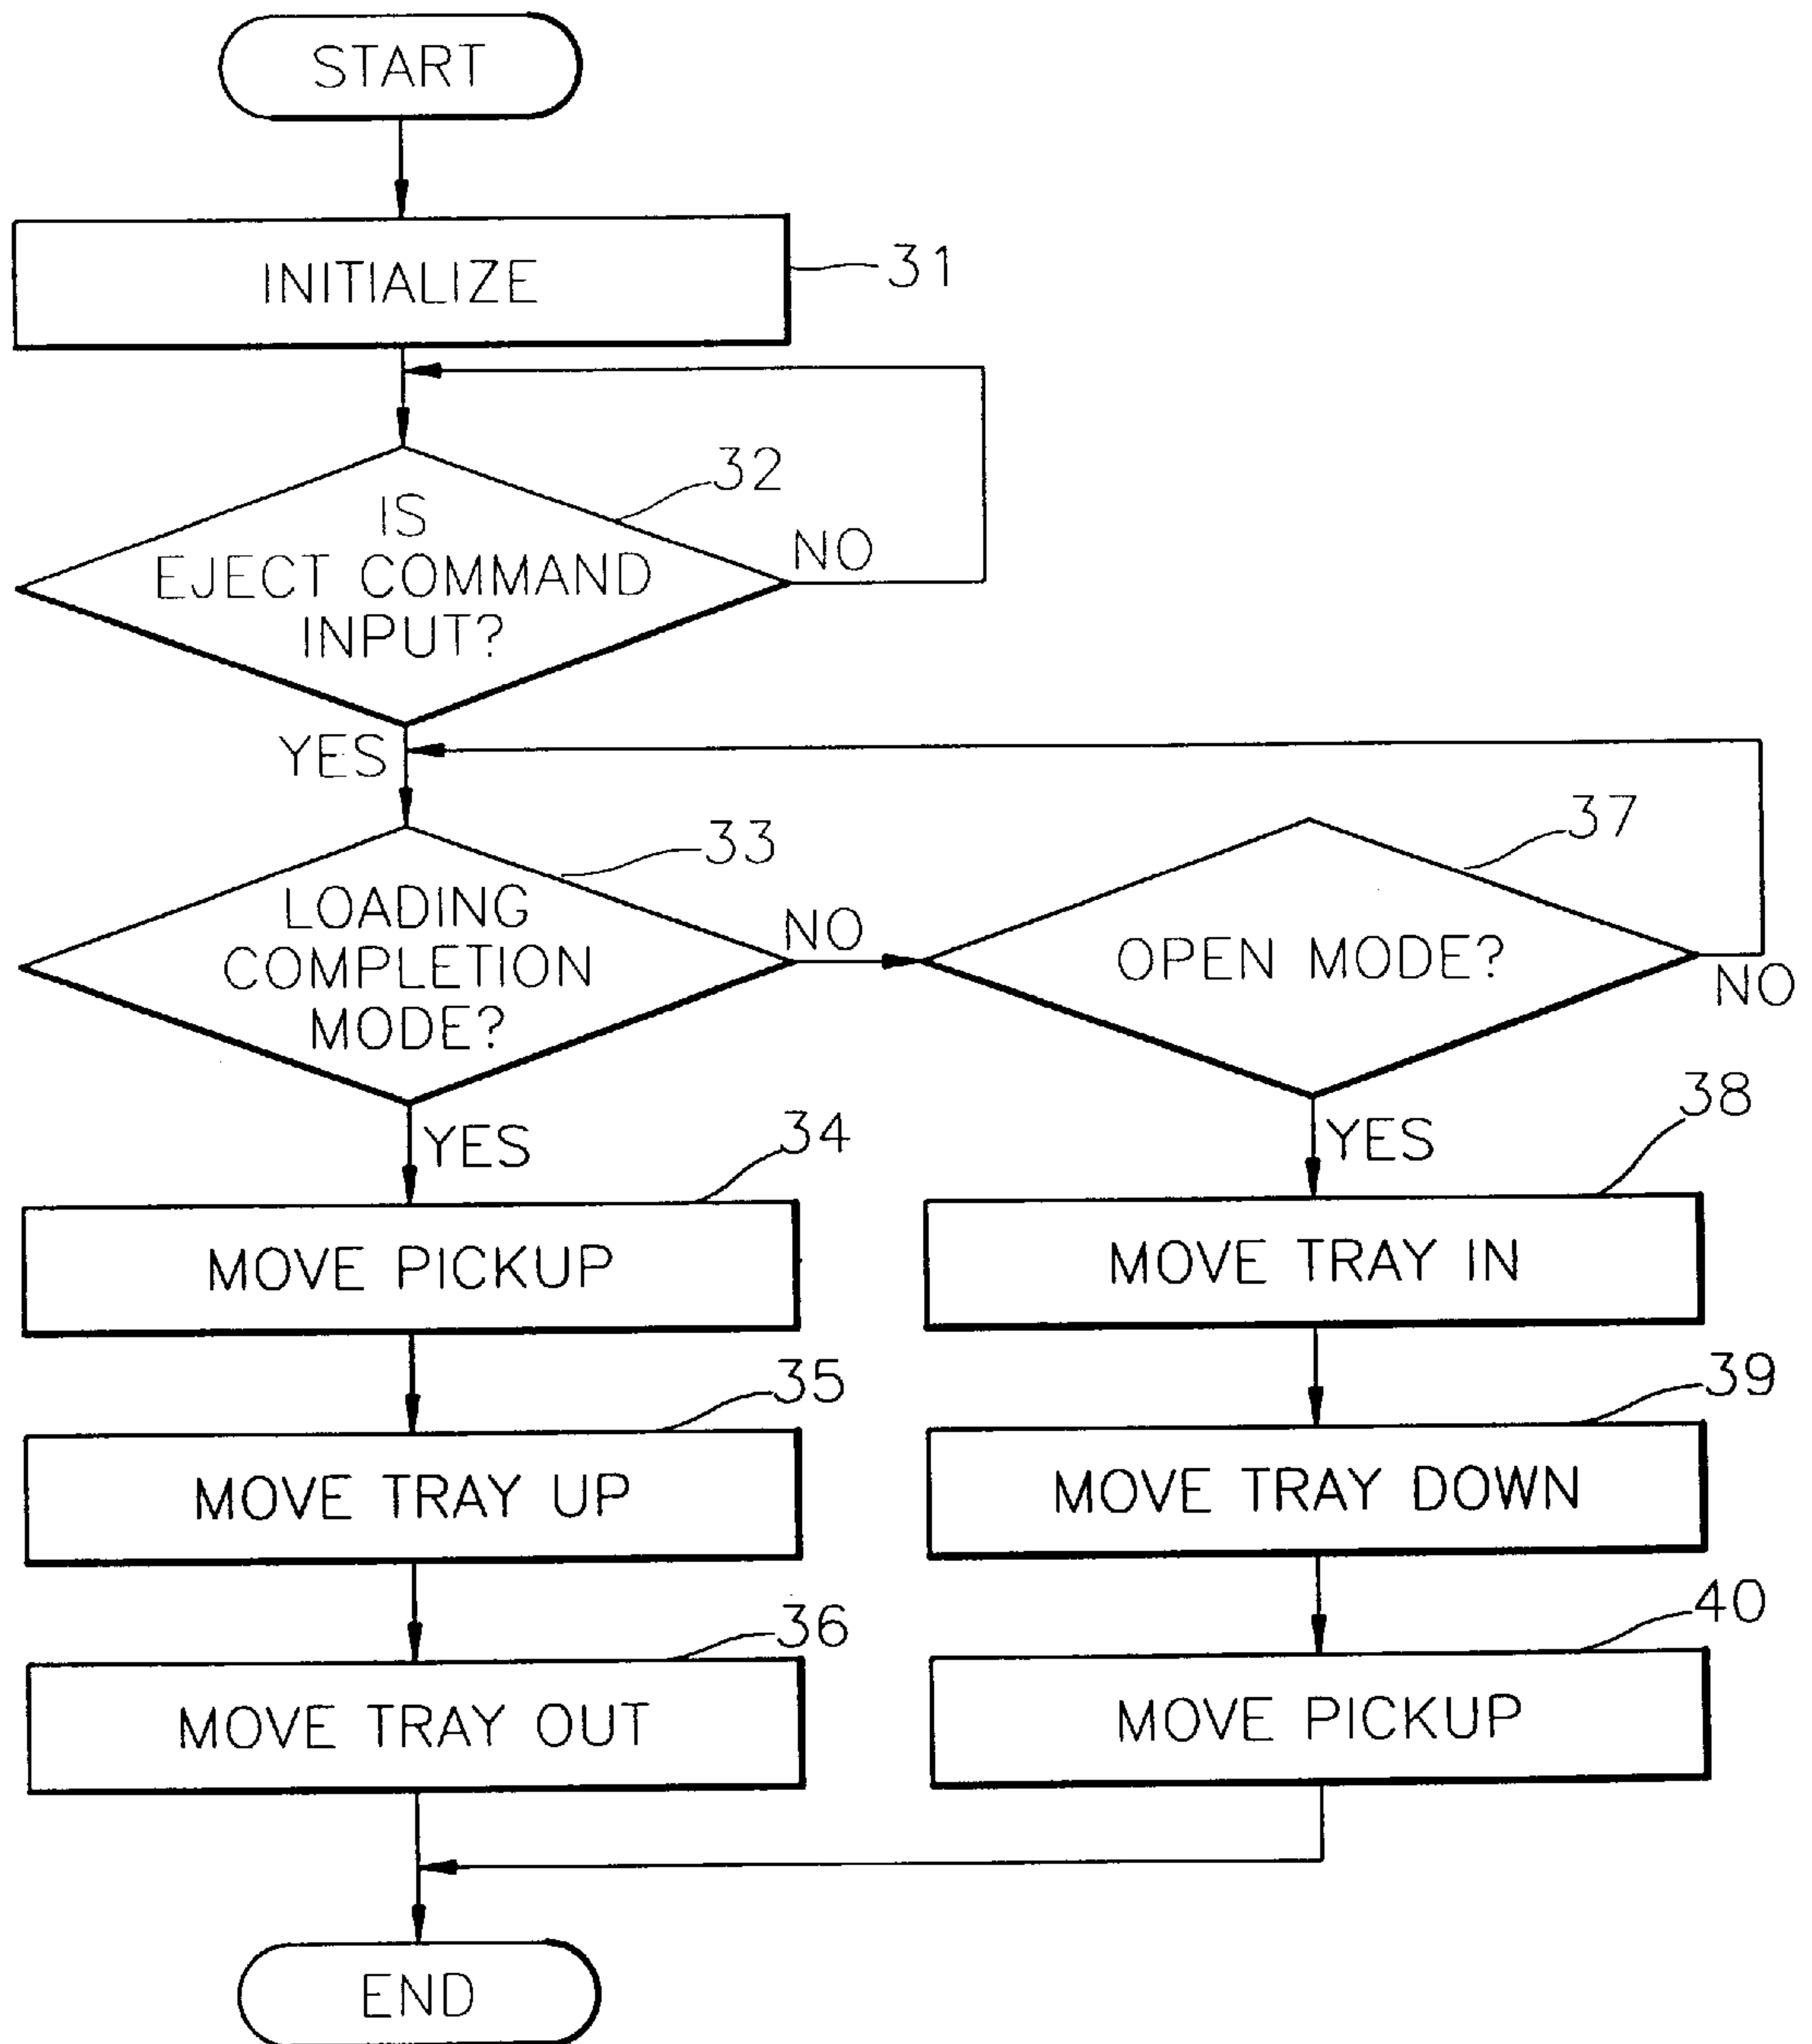 START
INITIALIZE
31
32
IS
EJECT COMMAND
INPUT?
NO
YES
33
LOADING
COMPLETION
MODE?
NO
37
OPEN MODE?
NO
YES
34
MOVE PICKUP
YES
38
MOVE TRAY IN
35
MOVE TRAY UP
39
MOVE TRAY DOWN
36
MOVE TRAY OUT
40
MOVE PICKUP
END